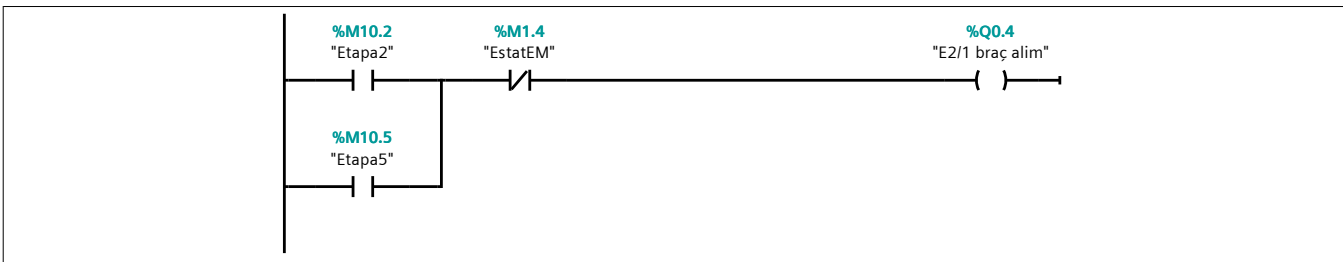 %M10.2
"Etapa2"
%M1.4
"EstatEM"
%Q0.4
"E2/1 braç alim"
%M10.5
"Etapa5"